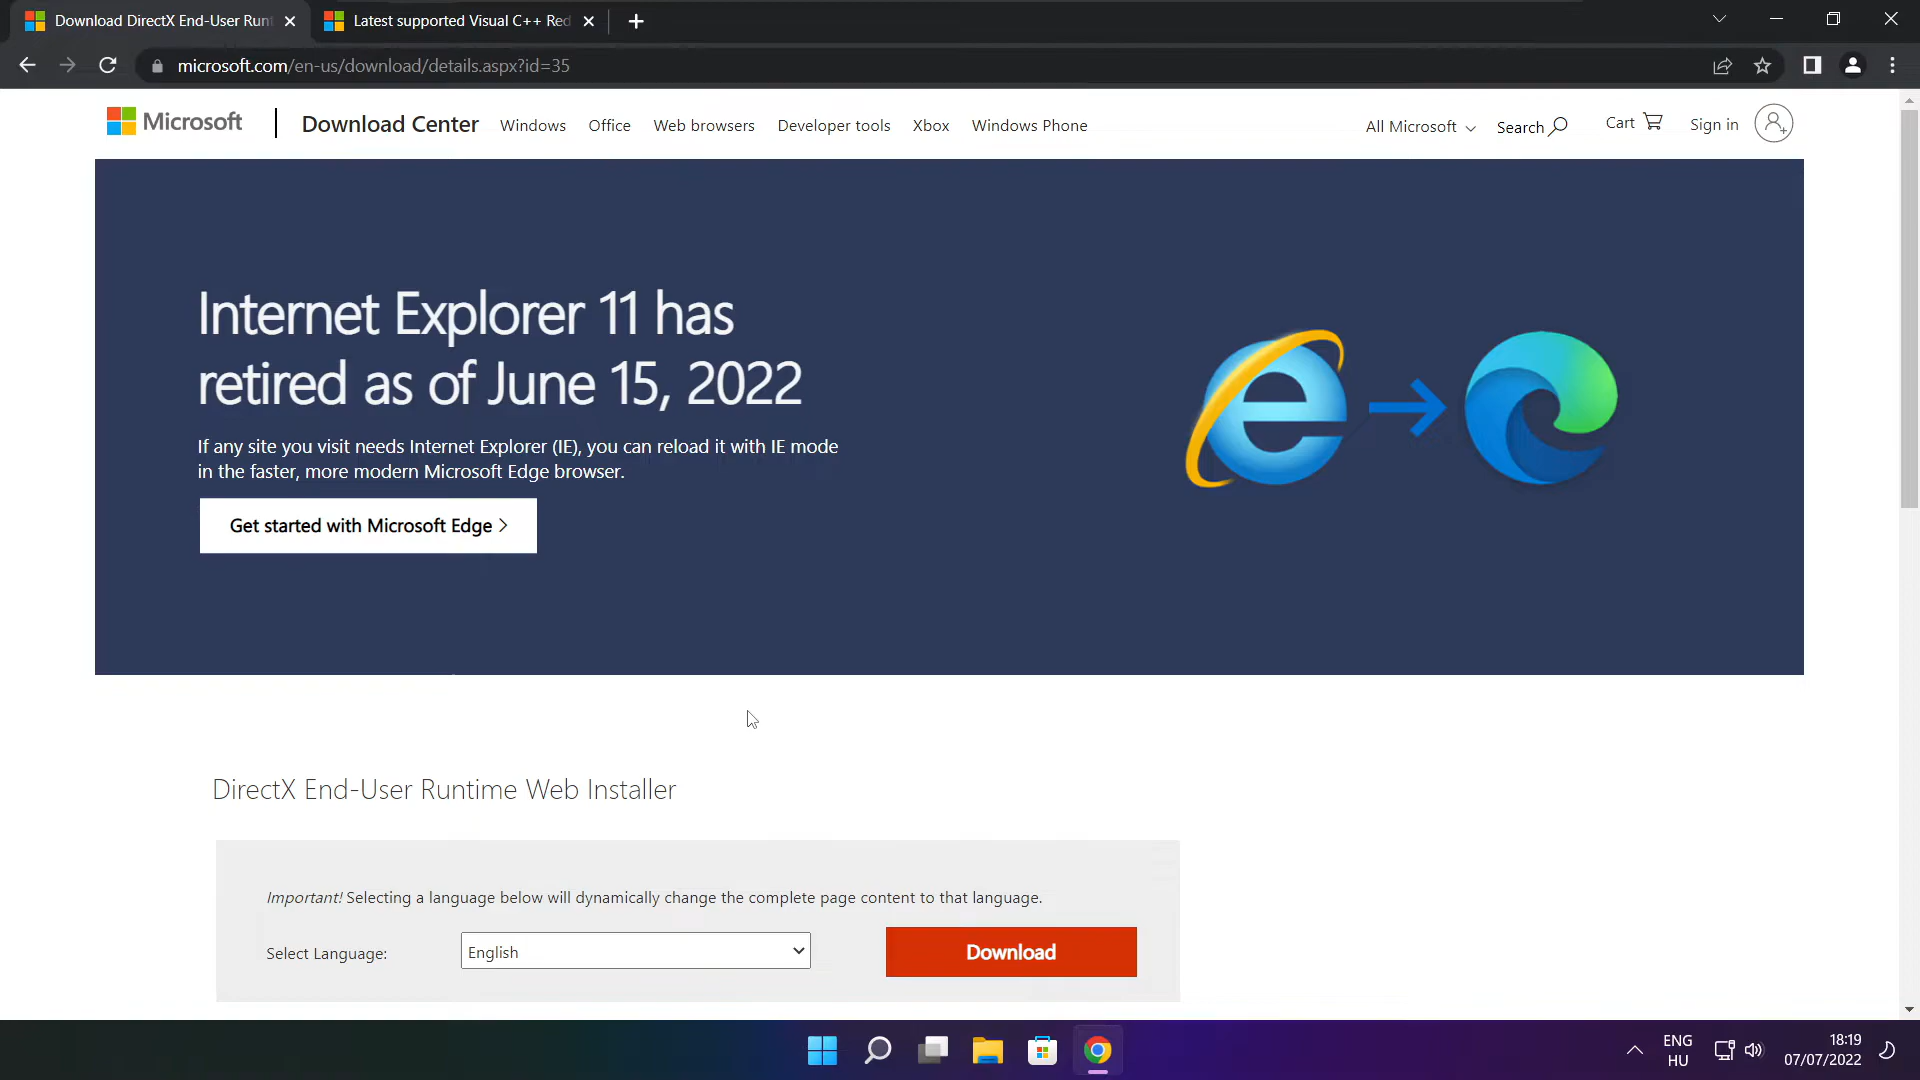 Download DirectX End-User Runt
Latest supported Visual C++ Red
microsoft.com/en-us/download/details.aspx?id=35
Microsoft
Download Center
Windows
Office
Web browsers
Developer tools
Xbox
Windows Phone
All Microsoft
Search
Cart
Sign in
Internet Explorer 11 has
retired as of June 15, 2022
If any site you visit needs Internet Explorer (IE), you can reload it with IE mode
in the faster, more modern Microsoft Edge browser.
Get started with Microsoft Edge >
DirectX End-User Runtime Web Installer
Important! Selecting a language below will dynamically change the complete page content to that language.
Select Language:
English
Download
ENG
HU
18:19
07/07/2022